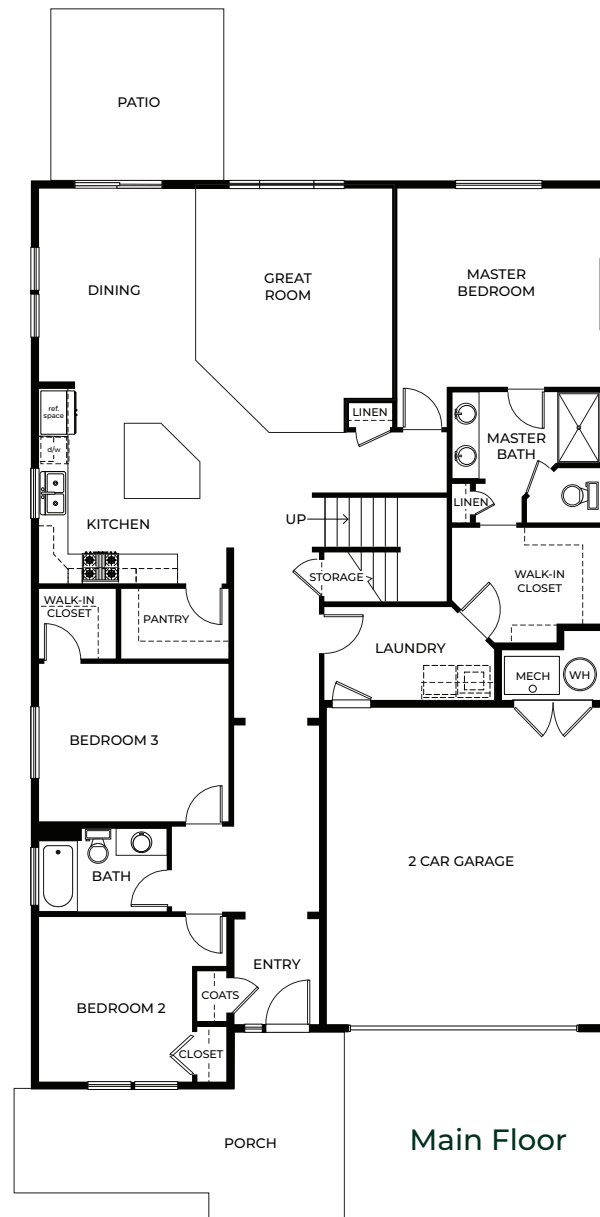 PATIO
DINING
GREAT
ROOM
MASTER
BEDROOM
ref.
space
LINEN
d/w
MASTER
BATH
LINEN
UP
KITCHEN
STORAGE
WALK-IN
CLOSET
WALK-IN
CLOSET
PANTRY
LAUNDRY
MECH
WH
BEDROOM 3
2 CAR GARAGE
BATH
ENTRY
COATS
BEDROOM 2
CLOSET
PORCH
Main Floor